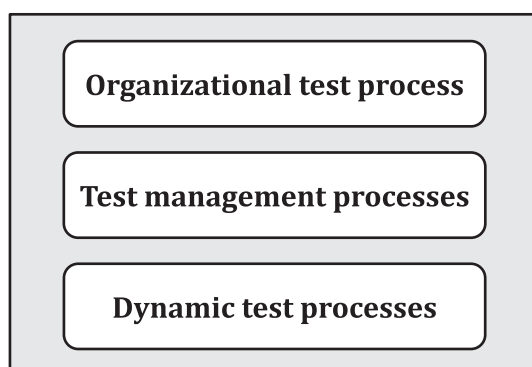 Organizational test process
Test management processes
Dynamic test processes